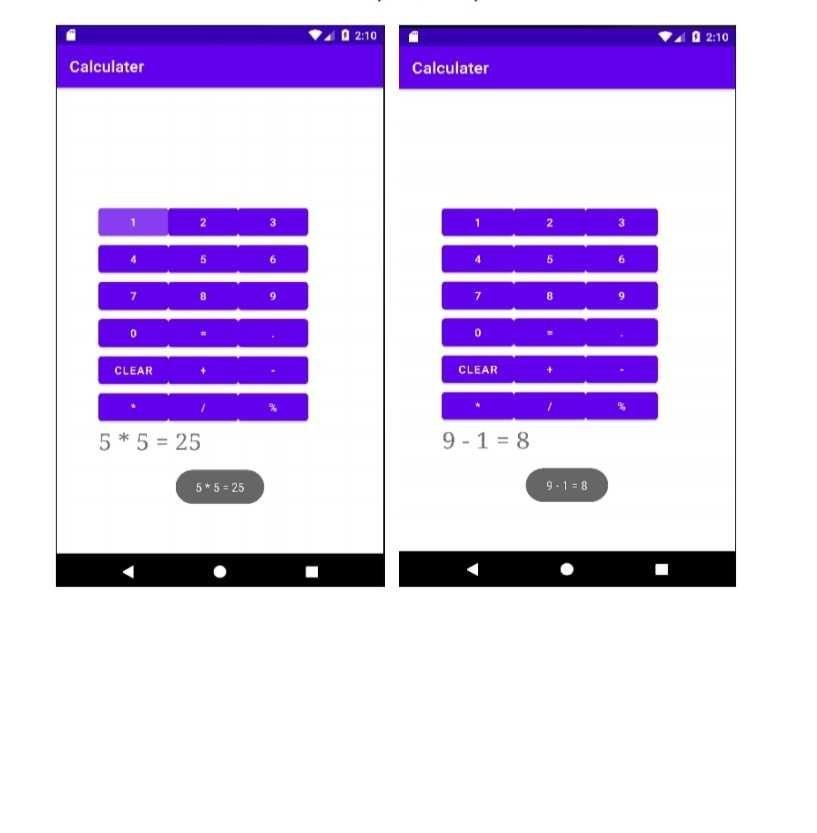 2:10
Calculater
1 2 3
4 5 6
7 8 9
0 = .
CLEAR + -
* / %
5 * 5 = 25
5 * 5 = 25
2:10
Calculater
1 2 3
4 5 6
7 8 9
0 = .
CLEAR + -
* / %
9 - 1 = 8
9 - 1 = 8